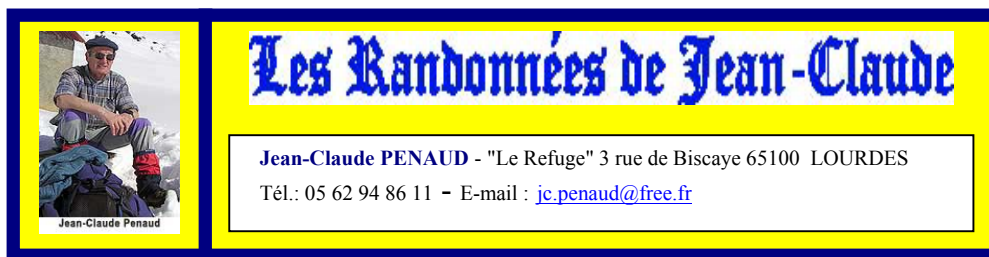 Les Randonnées de Jean-Claude
Jean-Claude PENAUD - "Le Refuge" 3 rue de Biscaye 65100 LOURDES
Tél.: 05 62 94 86 11 - E-mail : jc.penaud@free.fr
Jean-Claude Penaud